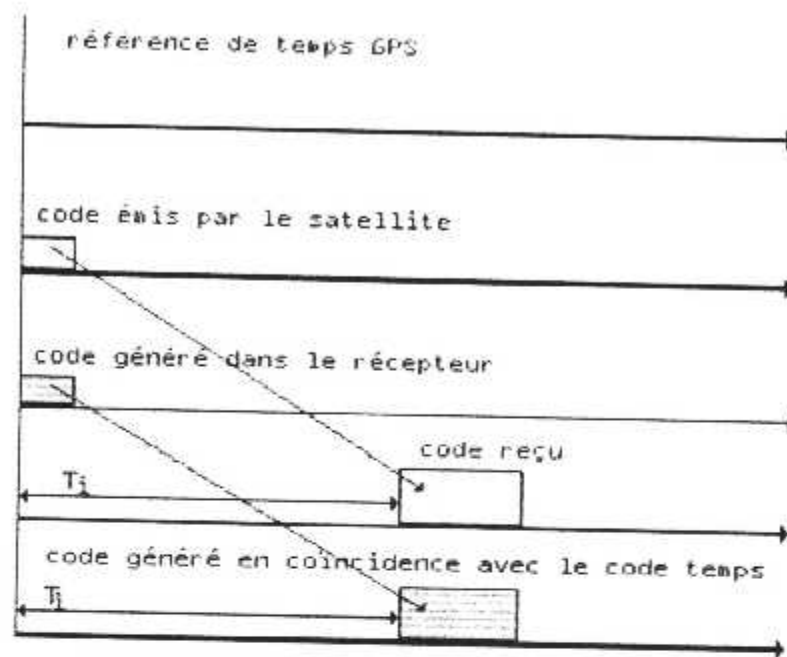 référence de temps GPS
code émis par le satellite
code généré dans le récepteur
code reçu
Ti
code généré en coïncidence avec le code temps
Ti